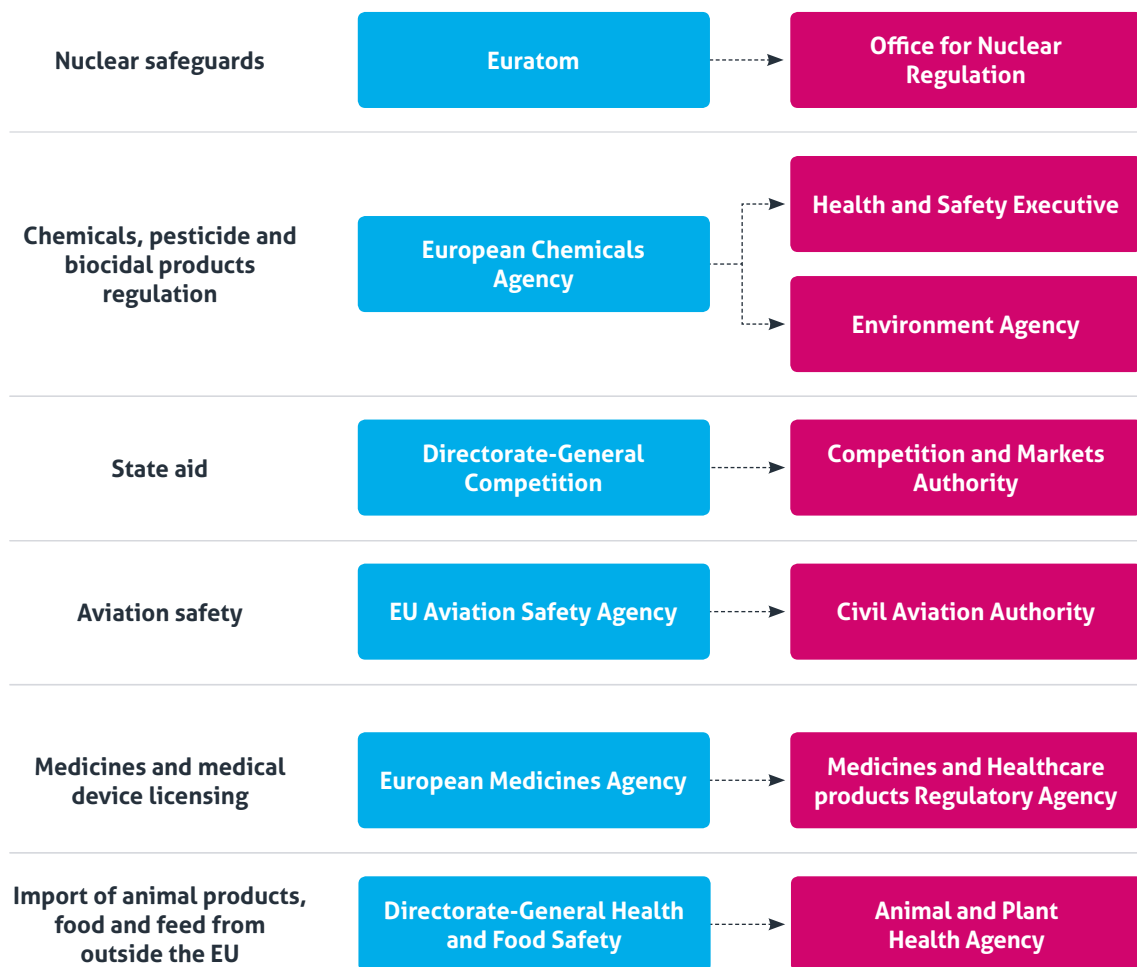 Nuclear safeguards
Euratom
Office for Nuclear
Regulation
Chemicals, pesticide and
biocidal products
regulation
European Chemicals
Agency
Health and Safety Executive
Environment Agency
State aid
Directorate-General
Competition
Competition and Markets
Authority
Aviation safety
EU Aviation Safety Agency
Civil Aviation Authority
Medicines and medical
device licensing
European Medicines Agency
Medicines and Healthcare
products Regulatory Agency
Import of animal products,
food and feed from
outside the EU
Directorate-General Health
and Food Safety
Animal and Plant
Health Agency